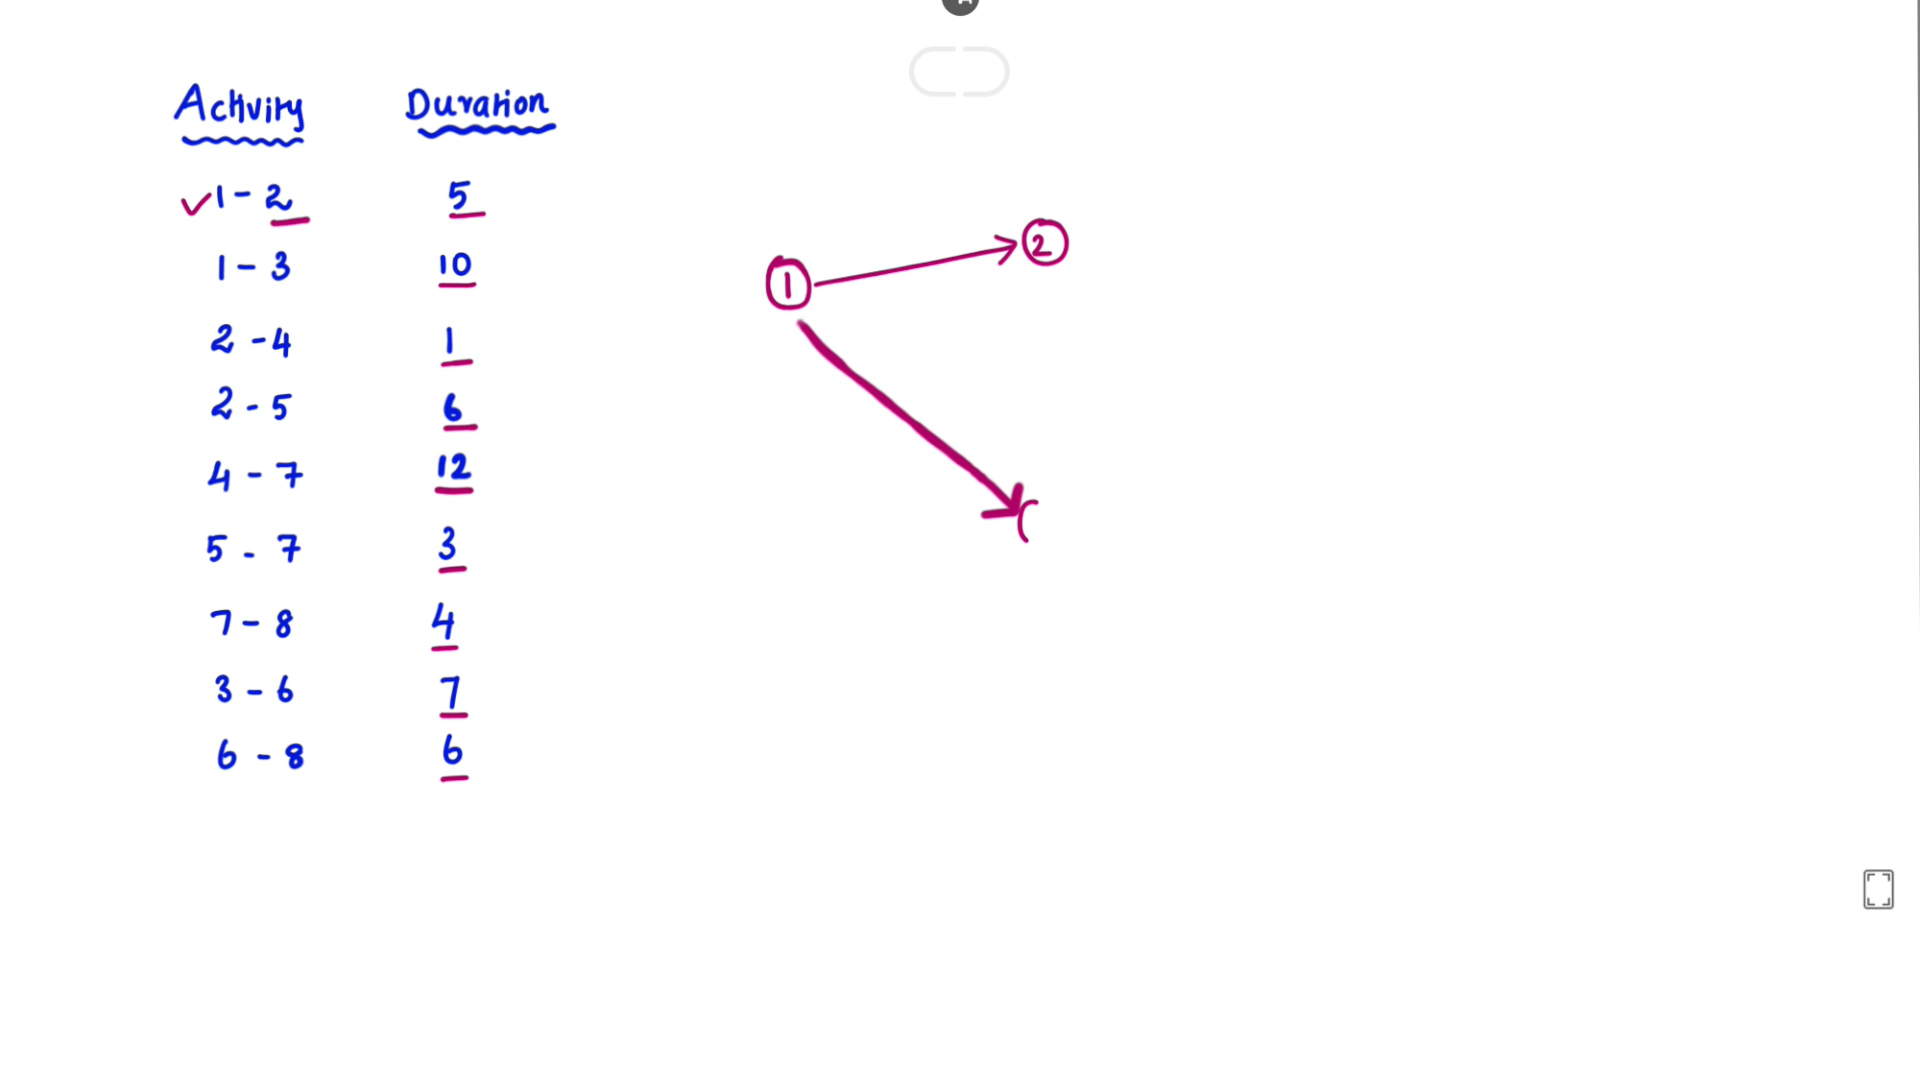 Activity Duration
1 - 2 5
1 - 3 10
2 - 4 1
2 - 5 6
4 - 7 12
5 - 7 3
7 - 8 4
3 - 6 7
6 - 8 6
1 2